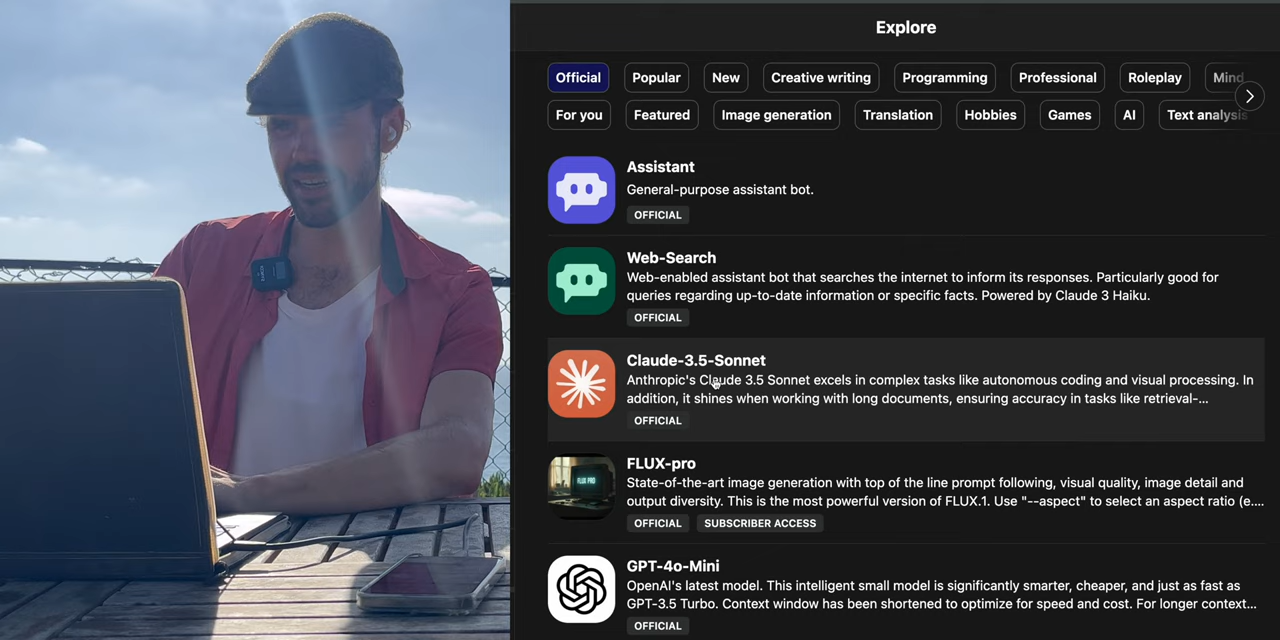 Explore
Official
Popular
New
Creative writing
Programming
Professional
Roleplay
Mind
For you
Featured
Image generation
Translation
Hobbies
Games
AI
Text analysis
Assistant
General-purpose assistant bot.
OFFICIAL
Web-Search
Web-enabled assistant bot that searches the internet to inform its responses. Particularly good for
queries regarding up-to-date information or specific facts. Powered by Claude 3 Haiku.
OFFICIAL
Claude-3.5-Sonnet
Anthropic's Claude 3.5 Sonnet excels in complex tasks like autonomous coding and visual processing. In
addition, it shines when working with long documents, ensuring accuracy in tasks like retrieval-...
OFFICIAL
FLUX-pro
State-of-the-art image generation with top of the line prompt following, visual quality, image detail and
output diversity. This is the most powerful version of FLUX.1. Use "--aspect" to select an aspect ratio (e....
OFFICIAL
SUBSCRIBER ACCESS
FLUX PRO
GPT-4o-Mini
OpenAI's latest model. This intelligent small model is significantly smarter, cheaper, and just as fast as
GPT-3.5 Turbo. Context window has been shortened to optimize for speed and cost. For longer context...
OFFICIAL